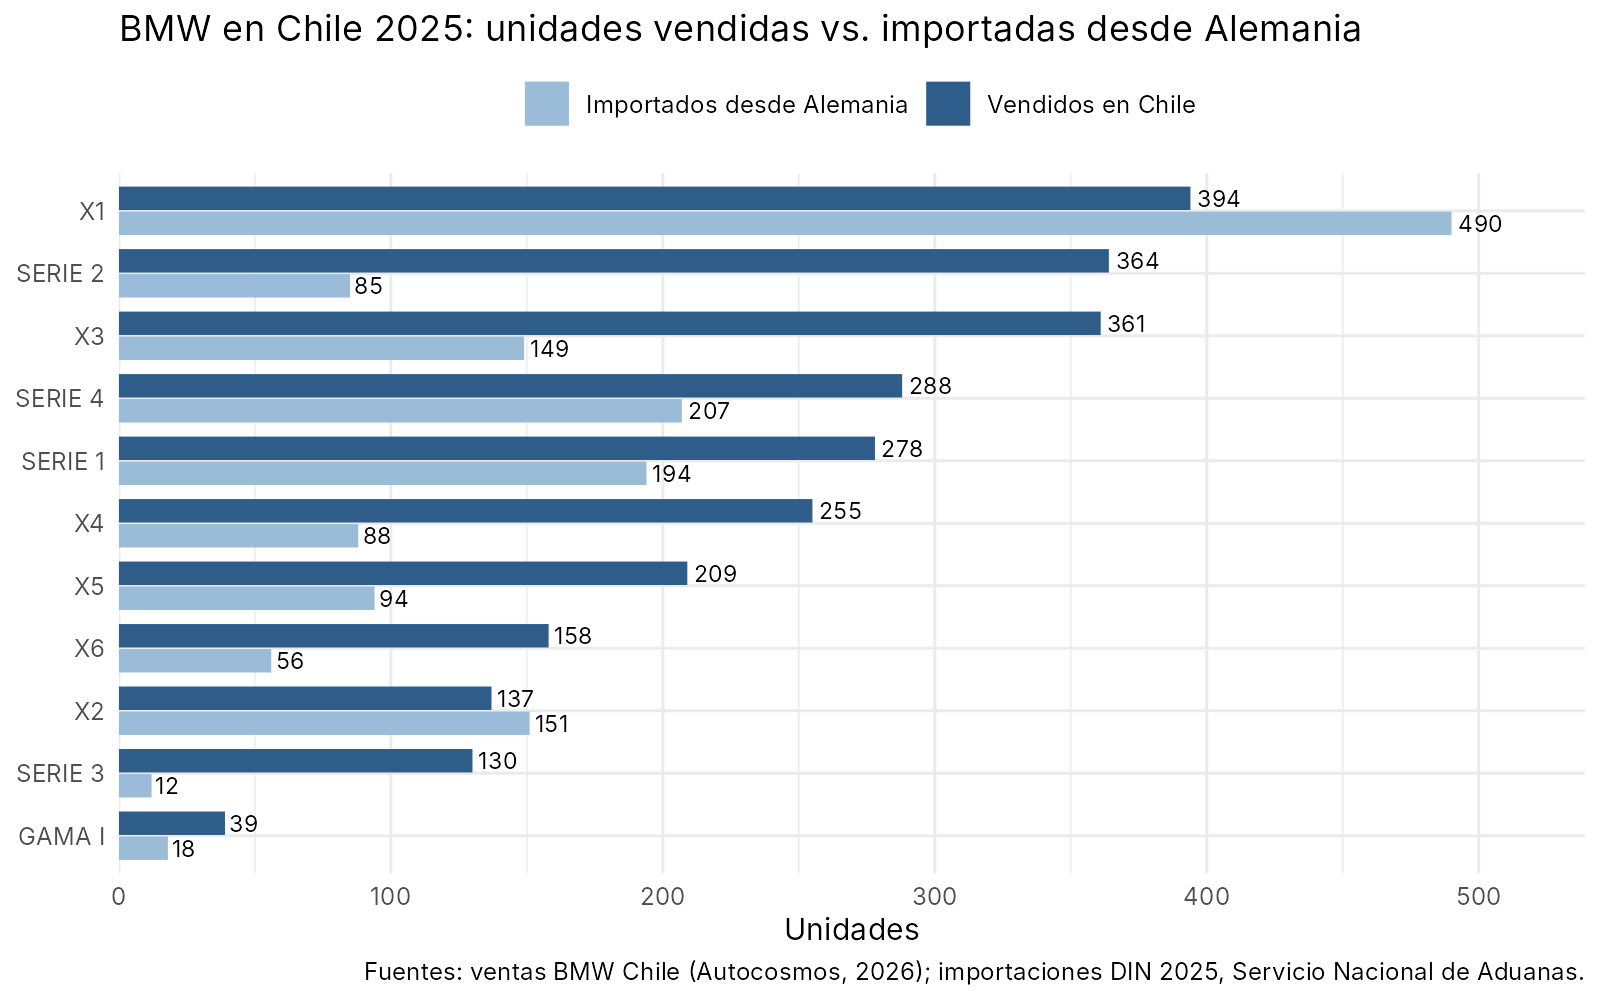 BMW en Chile 2025: unidades vendidas vs. importadas desde Alemania
Importados desde Alemania
Vendidos en Chile
X1
394
490
SERIE 2
364
85
X3
361
149
SERIE 4
288
207
SERIE 1
278
194
X4
255
88
X5
209
94
X6
158
56
X2
137
151
SERIE 3
130
12
GAMA I
39
18
0 100 200 300 400 500
Unidades
Fuentes: ventas BMW Chile (Autocosmos, 2026); importaciones DIN 2025, Servicio Nacional de Aduanas.